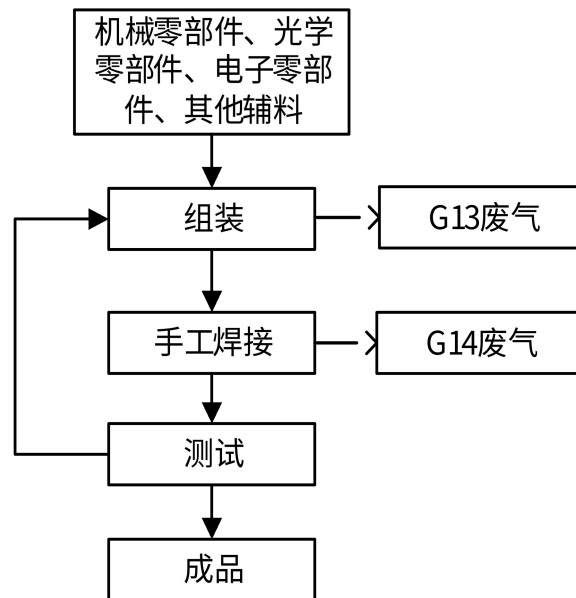 机械零部件、光学
零部件、电子零部
件、其他辅料
组装
G13废气
手工焊接
G14废气
测试
成品